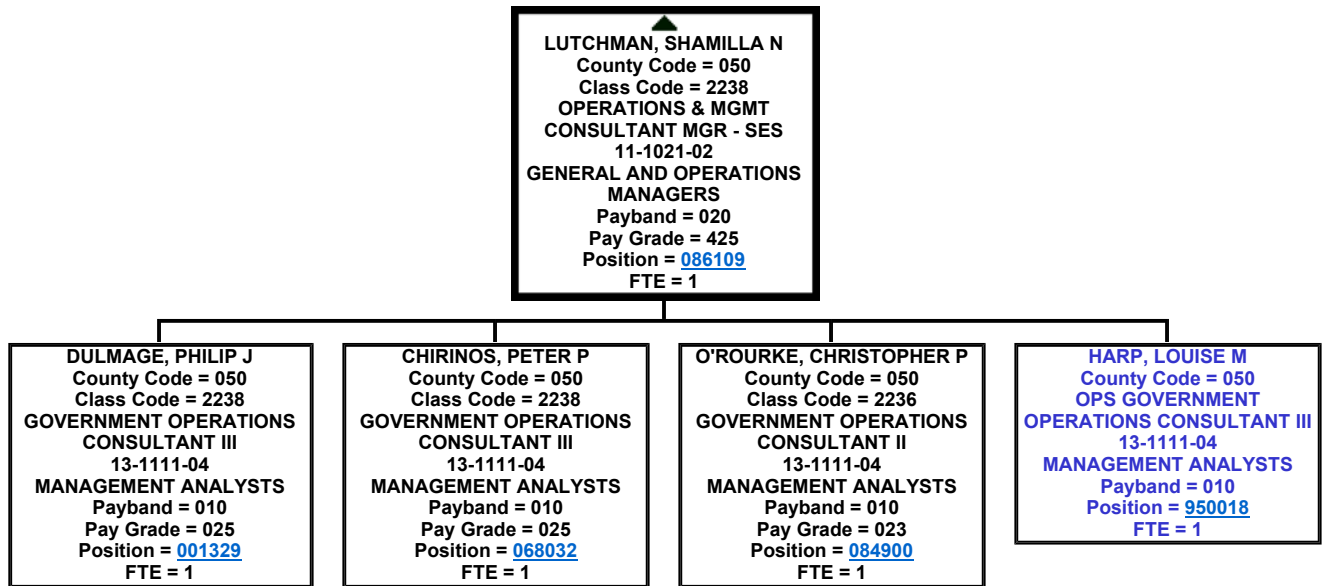 LUTCHMAN, SHAMILLA N
County Code = 050
Class Code = 2238
OPERATIONS & MGMT
CONSULTANT MGR - SES
11-1021-02
GENERAL AND OPERATIONS
MANAGERS
Payband = 020
Pay Grade = 425
Position = 086109
FTE = 1
DULMAGE, PHILIP J
County Code = 050
Class Code = 2238
GOVERNMENT OPERATIONS
CONSULTANT III
13-1111-04
MANAGEMENT ANALYSTS
Payband = 010
Pay Grade = 025
Position = 001329
FTE = 1
CHIRINOS, PETER P
County Code = 050
Class Code = 2238
GOVERNMENT OPERATIONS
CONSULTANT III
13-1111-04
MANAGEMENT ANALYSTS
Payband = 010
Pay Grade = 025
Position = 068032
FTE = 1
O'ROURKE, CHRISTOPHER P
County Code = 050
Class Code = 2236
GOVERNMENT OPERATIONS
CONSULTANT II
13-1111-04
MANAGEMENT ANALYSTS
Payband = 010
Pay Grade = 023
Position = 084900
FTE = 1
HARP, LOUISE M
County Code = 050
OPS GOVERNMENT
OPERATIONS CONSULTANT III
13-1111-04
MANAGEMENT ANALYSTS
Payband = 010
Position = 950018
FTE = 1